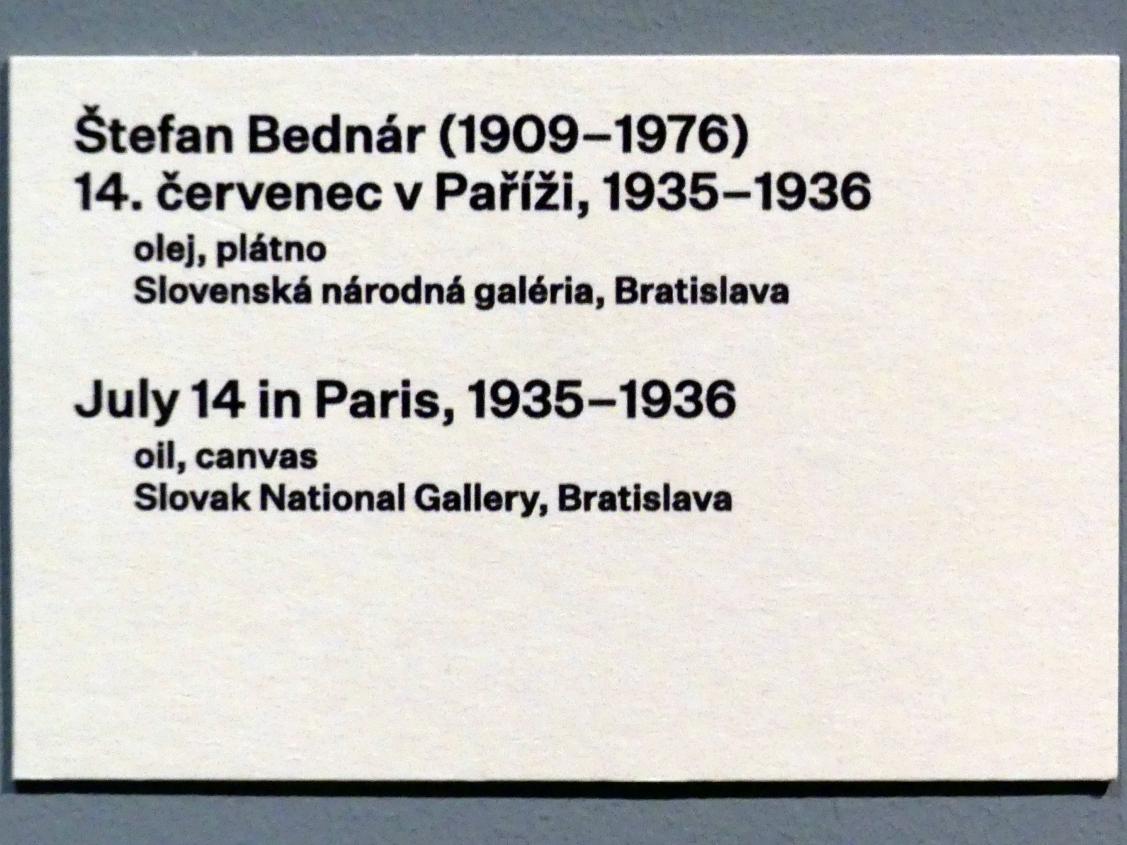 Štefan Bednár (1909–1976)
14. červenec v Paříži, 1935–1936
olej, plátno
Slovenská národná galéria, Bratislava
July 14 in Paris, 1935–1936
oil, canvas
Slovak National Gallery, Bratislava